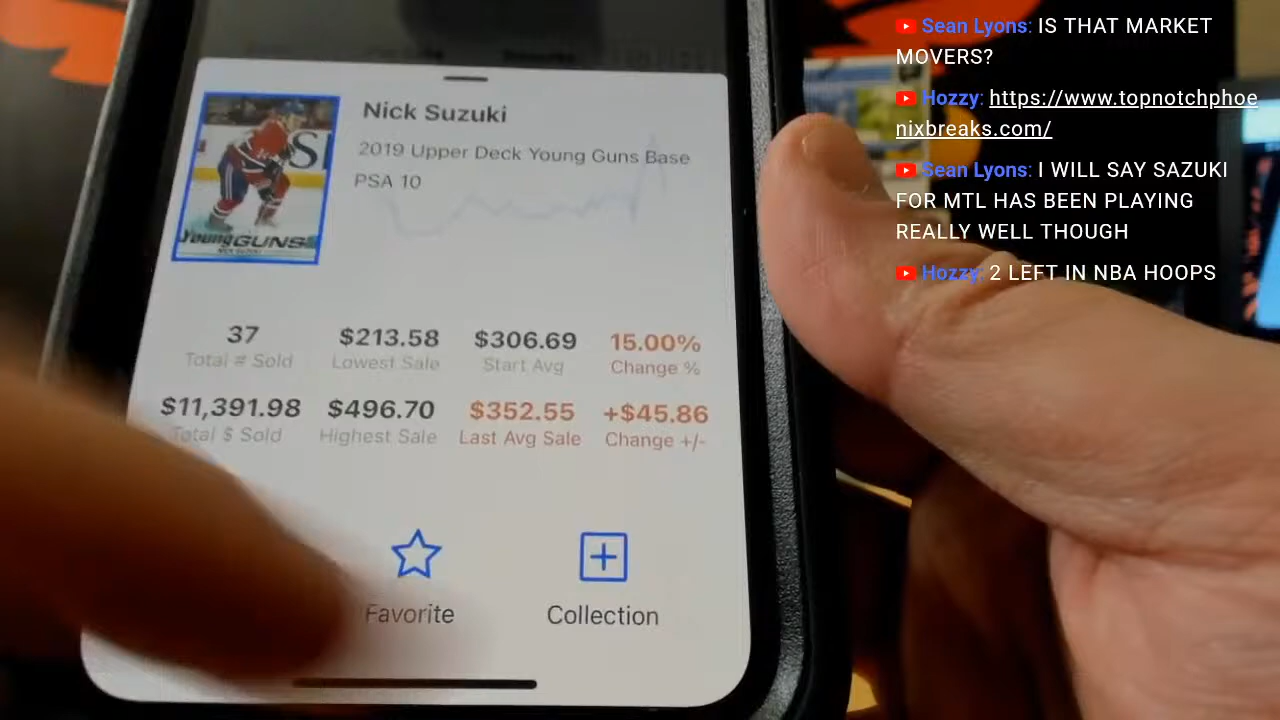 Nick Suzuki
2019 Upper Deck Young Guns Base
PSA 10
Young GUNS
37
Total # Sold
$213.58
Lowest Sale
$306.69
Start Avg
15.00%
Change %
$11,391.98
Total $ Sold
$496.70
Highest Sale
$352.55
Last Avg Sale
+$45.86
Change +/-
Favorite
Collection
Sean Lyons: IS THAT MARKET
MOVERS?
Hozzy: https://www.topnotchphoe
nixbreaks.com/
Sean Lyons: I WILL SAY SAZUKI
FOR MTL HAS BEEN PLAYING
REALLY WELL THOUGH
Hozzy: 2 LEFT IN NBA HOOPS